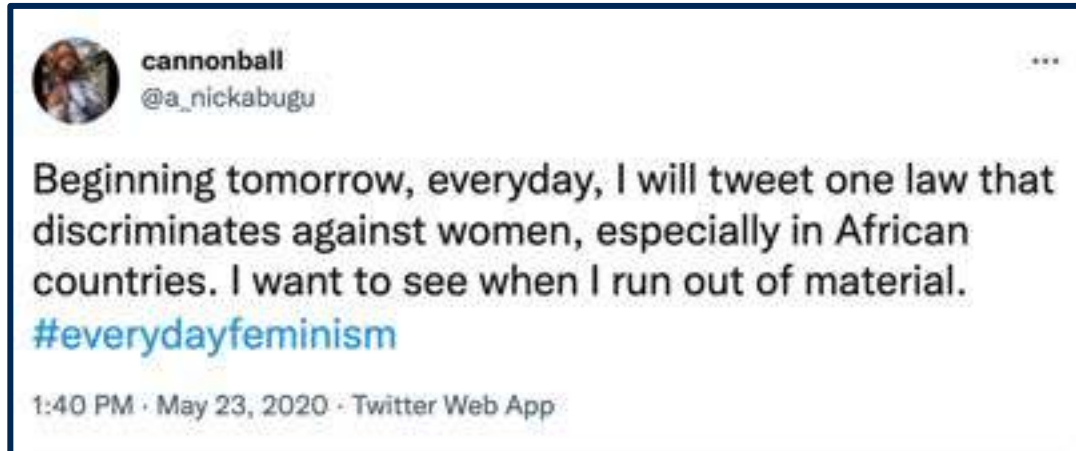 cannonball
@a_nickabugu
Beginning tomorrow, everyday, I will tweet one law that
discriminates against women, especially in African
countries. I want to see when I run out of material.
#everydayfeminism
1:40 PM · May 23, 2020 · Twitter Web App